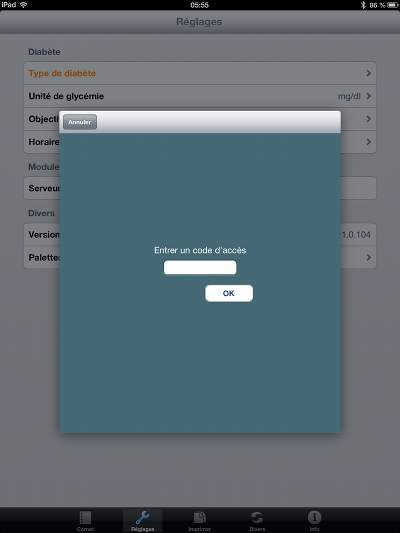 iPad 05:55 86 %
Réglages
Diabète
Type de diabète
Unité de glycémie mg/dl
Objecti
Horaire
Module
Serveur
Divers
Version 1.0.104
Palettes
Annuler
Entrer un code d'accès
OK
Carnet Réglages Imprimer Divers Info